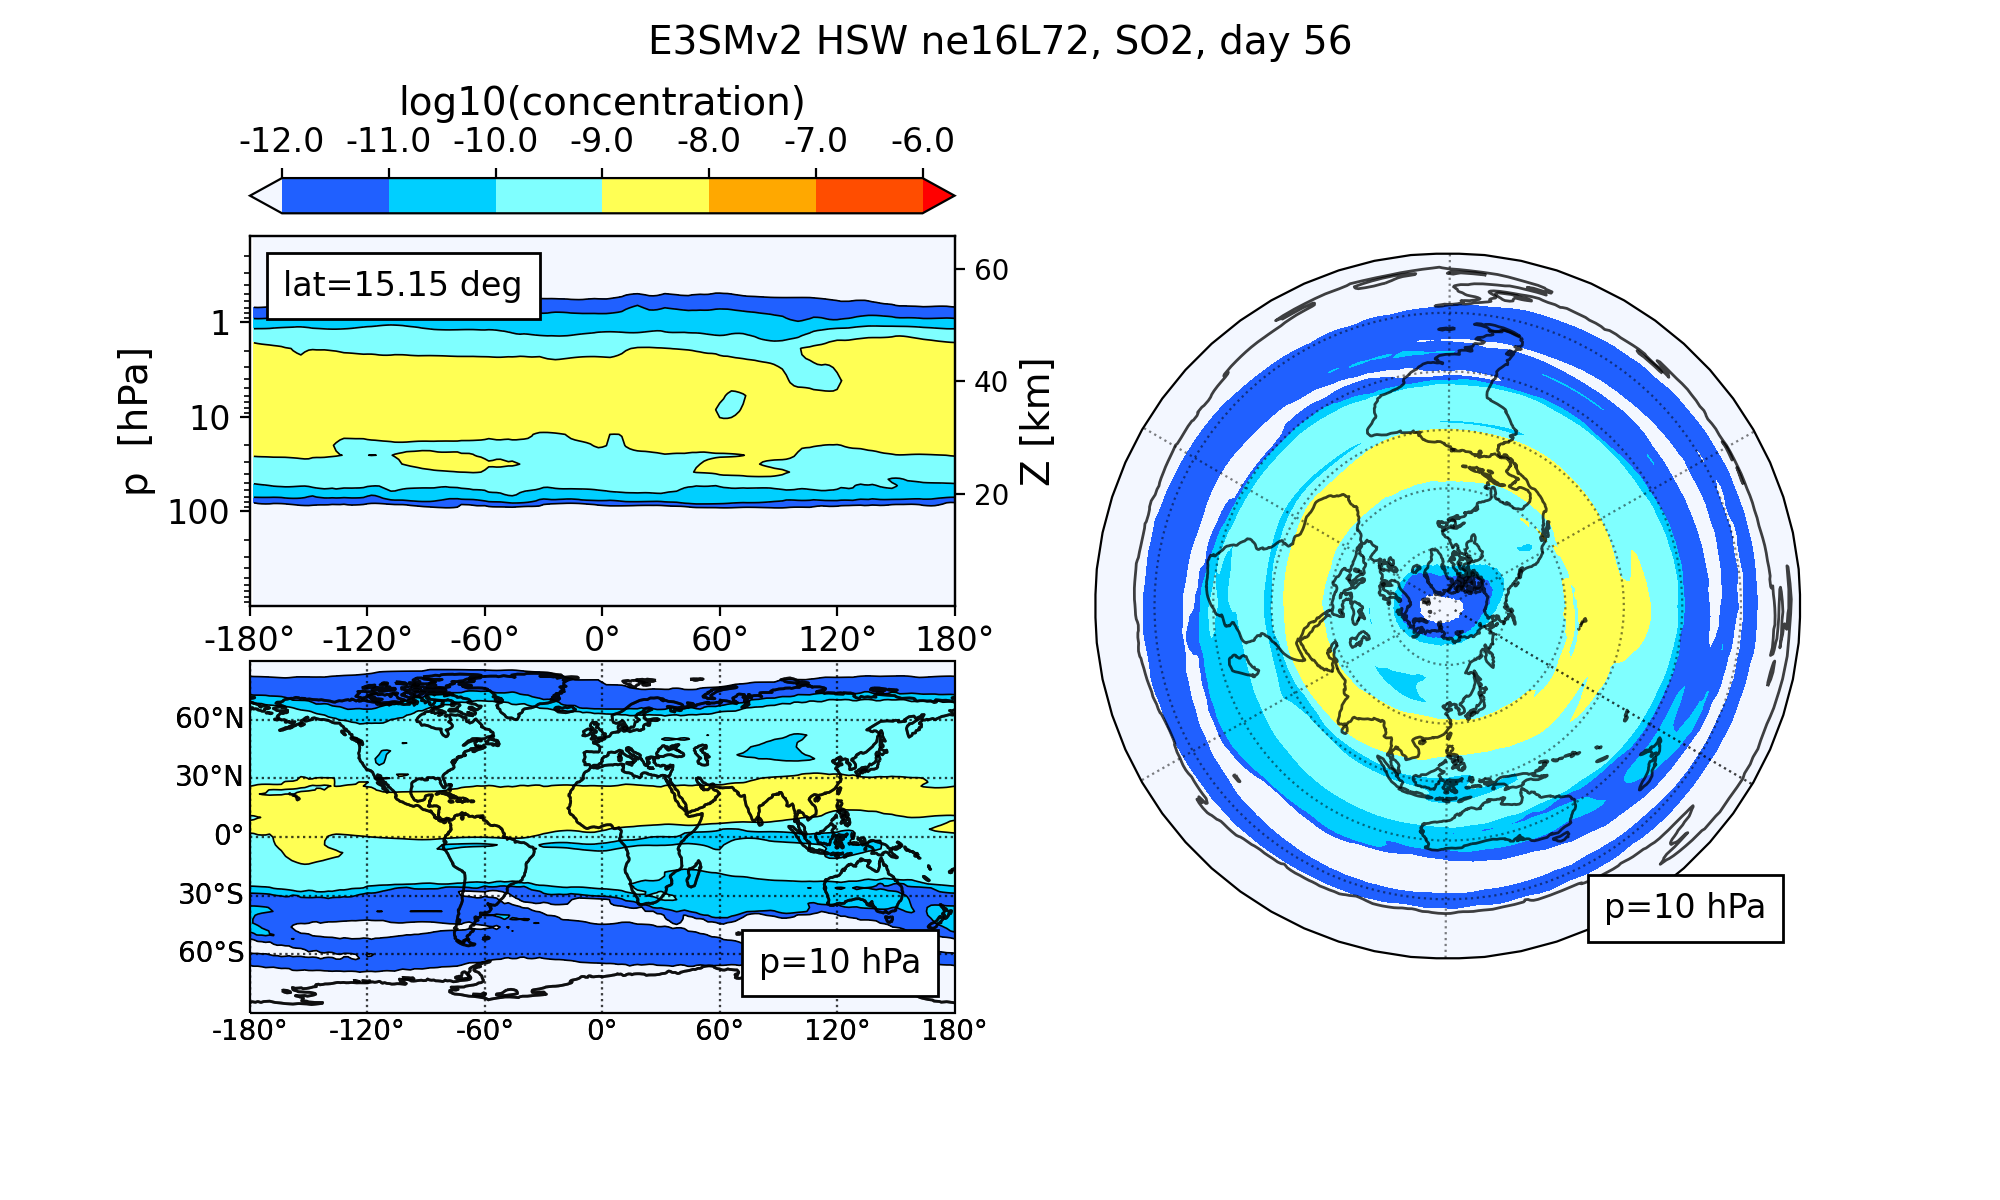 E3SMv2 HSW ne16L72, SO2, day 56
log10(concentration)
-12.0 -11.0 -10.0 -9.0 -8.0 -7.0 -6.0
lat=15.15 deg
p [hPa]
1
10
100
Z [km]
60
40
20
-180° -120° -60° 0° 60° 120° 180°
60°N
30°N
0°
30°S
60°S
p=10 hPa
-180° -120° -60° 0° 60° 120° 180°
p=10 hPa